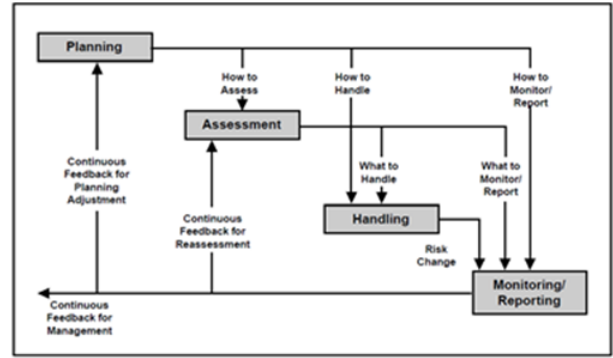 Planning
How to
Assess
How to
Handle
How to
Monitor/
Report
Assessment
Continuous
Feedback for
Planning
Adjustment
What to
Handle
What to
Monitor/
Report
Continuous
Feedback for
Reassessment
Handling
Risk
Change
Monitoring/
Reporting
Continuous
Feedback for
Management